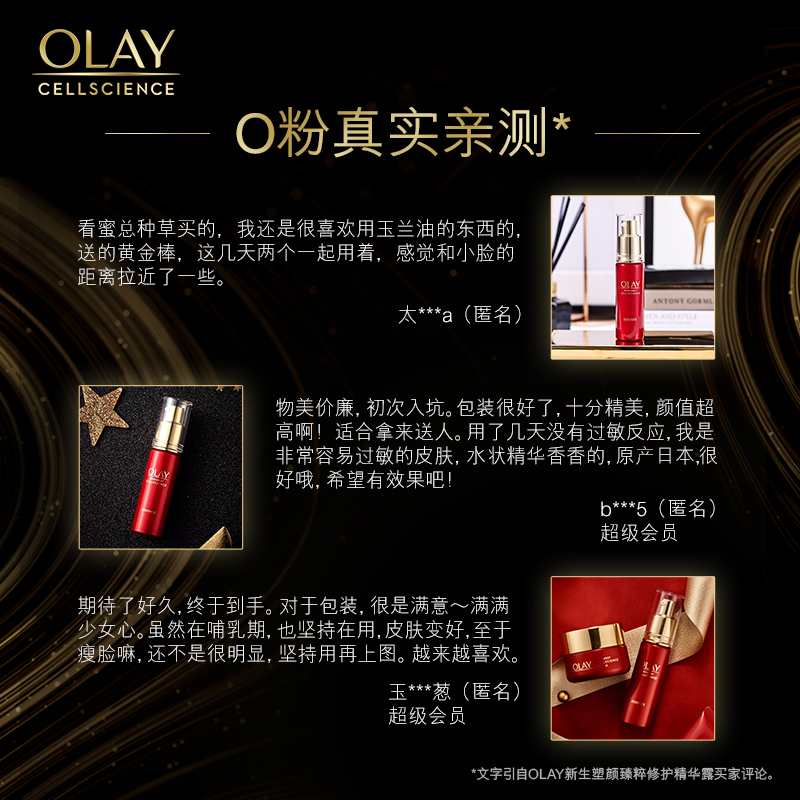 OLAY
CELLSCIENCE
O粉真实亲测*
看蜜总种草买的，我还是很喜欢用玉兰油的东西的，
送的黄金棒，这几天两个一起用着，感觉和小脸的
距离拉近了一些。
太***a（匿名）
OLAY
ANTONY GORML
MEN AND STYLE
物美价廉,初次入坑。包装很好了,十分精美,颜值超
高啊！适合拿来送人。用了几天没有过敏反应,我是
非常容易过敏的皮肤,水状精华香香的,原产日本,很
好哦,希望有效果吧！
b***5（匿名）
超级会员
OLAY
期待了好久,终于到手。对于包装,很是满意～满满
少女心。虽然在哺乳期,也坚持在用,皮肤变好,至于
瘦脸嘛,还不是很明显,坚持用再上图。越来越喜欢。
玉***葱（匿名）
超级会员
OLAY
OLAY
*文字引自OLAY新生塑颜臻粹修护精华露买家评论。